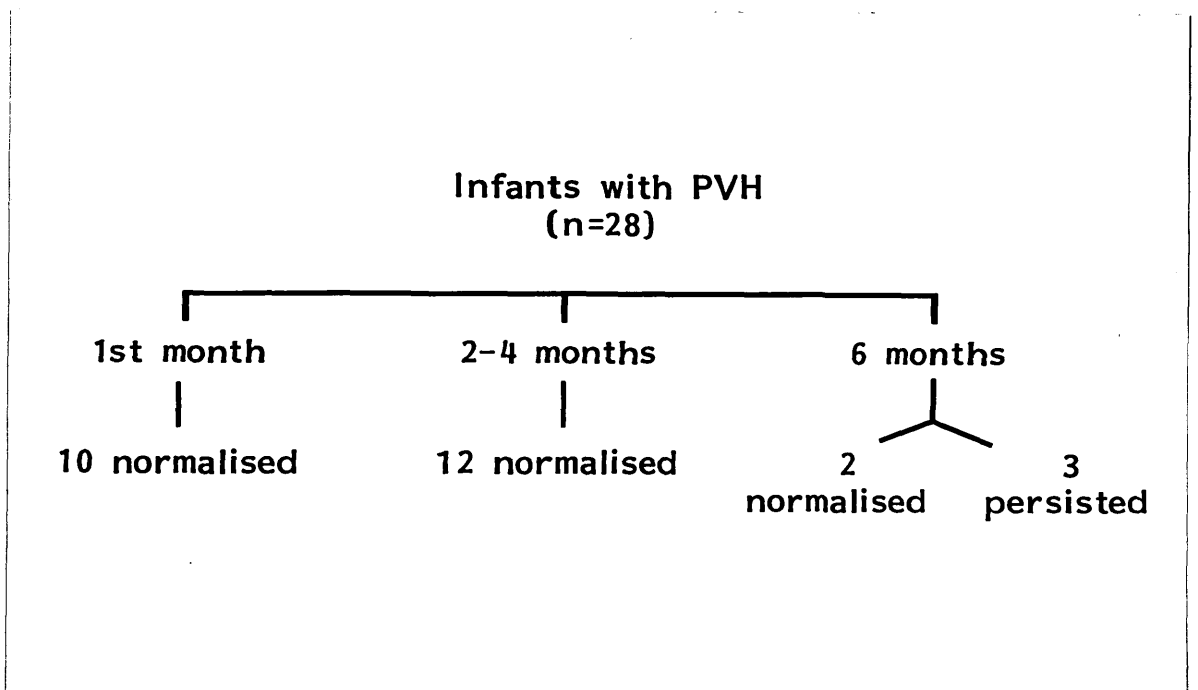 Infants with PVH
(n=28)
1st month
2-4 months
6 months
10 normalised
12 normalised
2
normalised
3
persisted